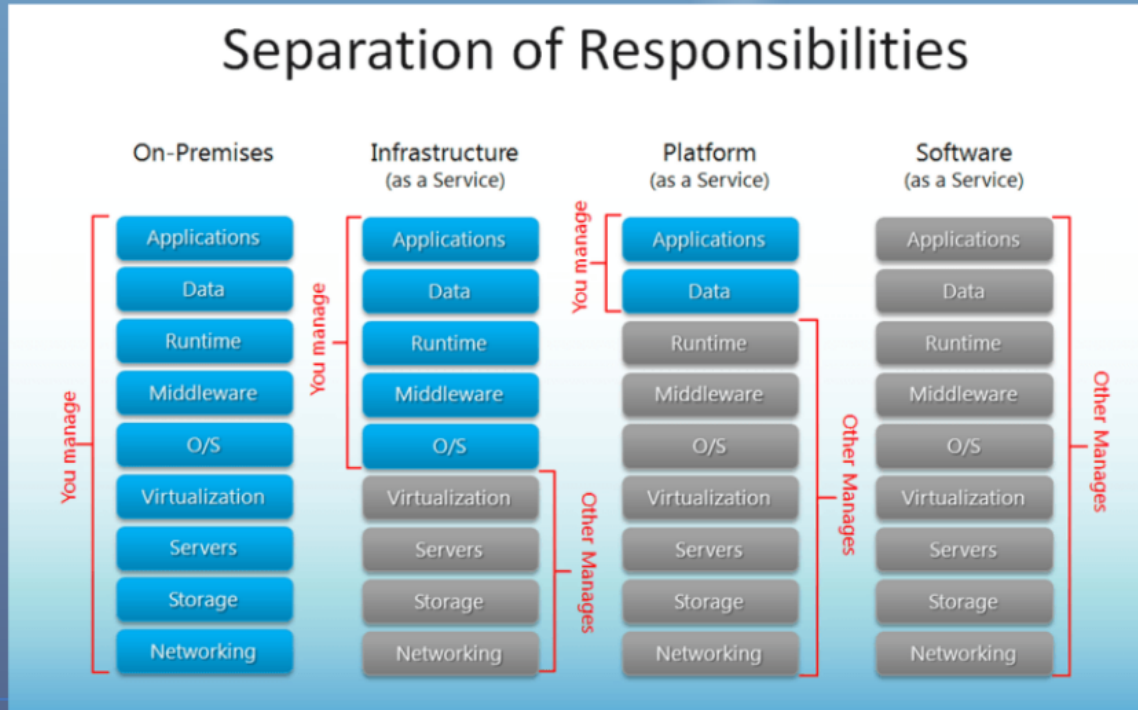 Separation of Responsibilities
On-Premises
You manage
Applications
Data
Runtime
Middleware
O/S
Virtualization
Servers
Storage
Networking
Infrastructure
(as a Service)
You manage
Applications
Data
Runtime
Middleware
O/S
Virtualization
Servers
Storage
Networking
Other Manages
Platform
(as a Service)
You manage
Applications
Data
Runtime
Middleware
O/S
Virtualization
Servers
Storage
Networking
Other Manages
Software
(as a Service)
Applications
Data
Runtime
Middleware
O/S
Virtualization
Servers
Storage
Networking
Other Manages